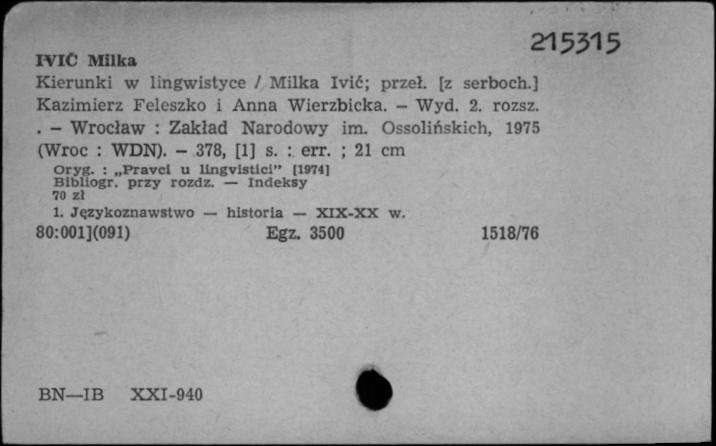 215315
IVIĆ Milka
Kierunki w lingwistyce / Milka Ivić; przeł. [z serboch.]
Kazimierz Feleszko i Anna Wierzbicka. — Wyd. 2. rozsz.
. — Wrocław : Zakład Narodowy im. Ossolińskich, 1975
(Wroc : WDN). — 378, [1] s. : err. ; 21 cm
Oryg. : „Pravci u lingvistici” [1974]
Bibliogr. przy rozdz. — Indeksy
70 zł
1. Językoznawstwo — historia — XIX-XX w.
80:001](091) Egz. 3500 1518/76
BN—IB XXI-940